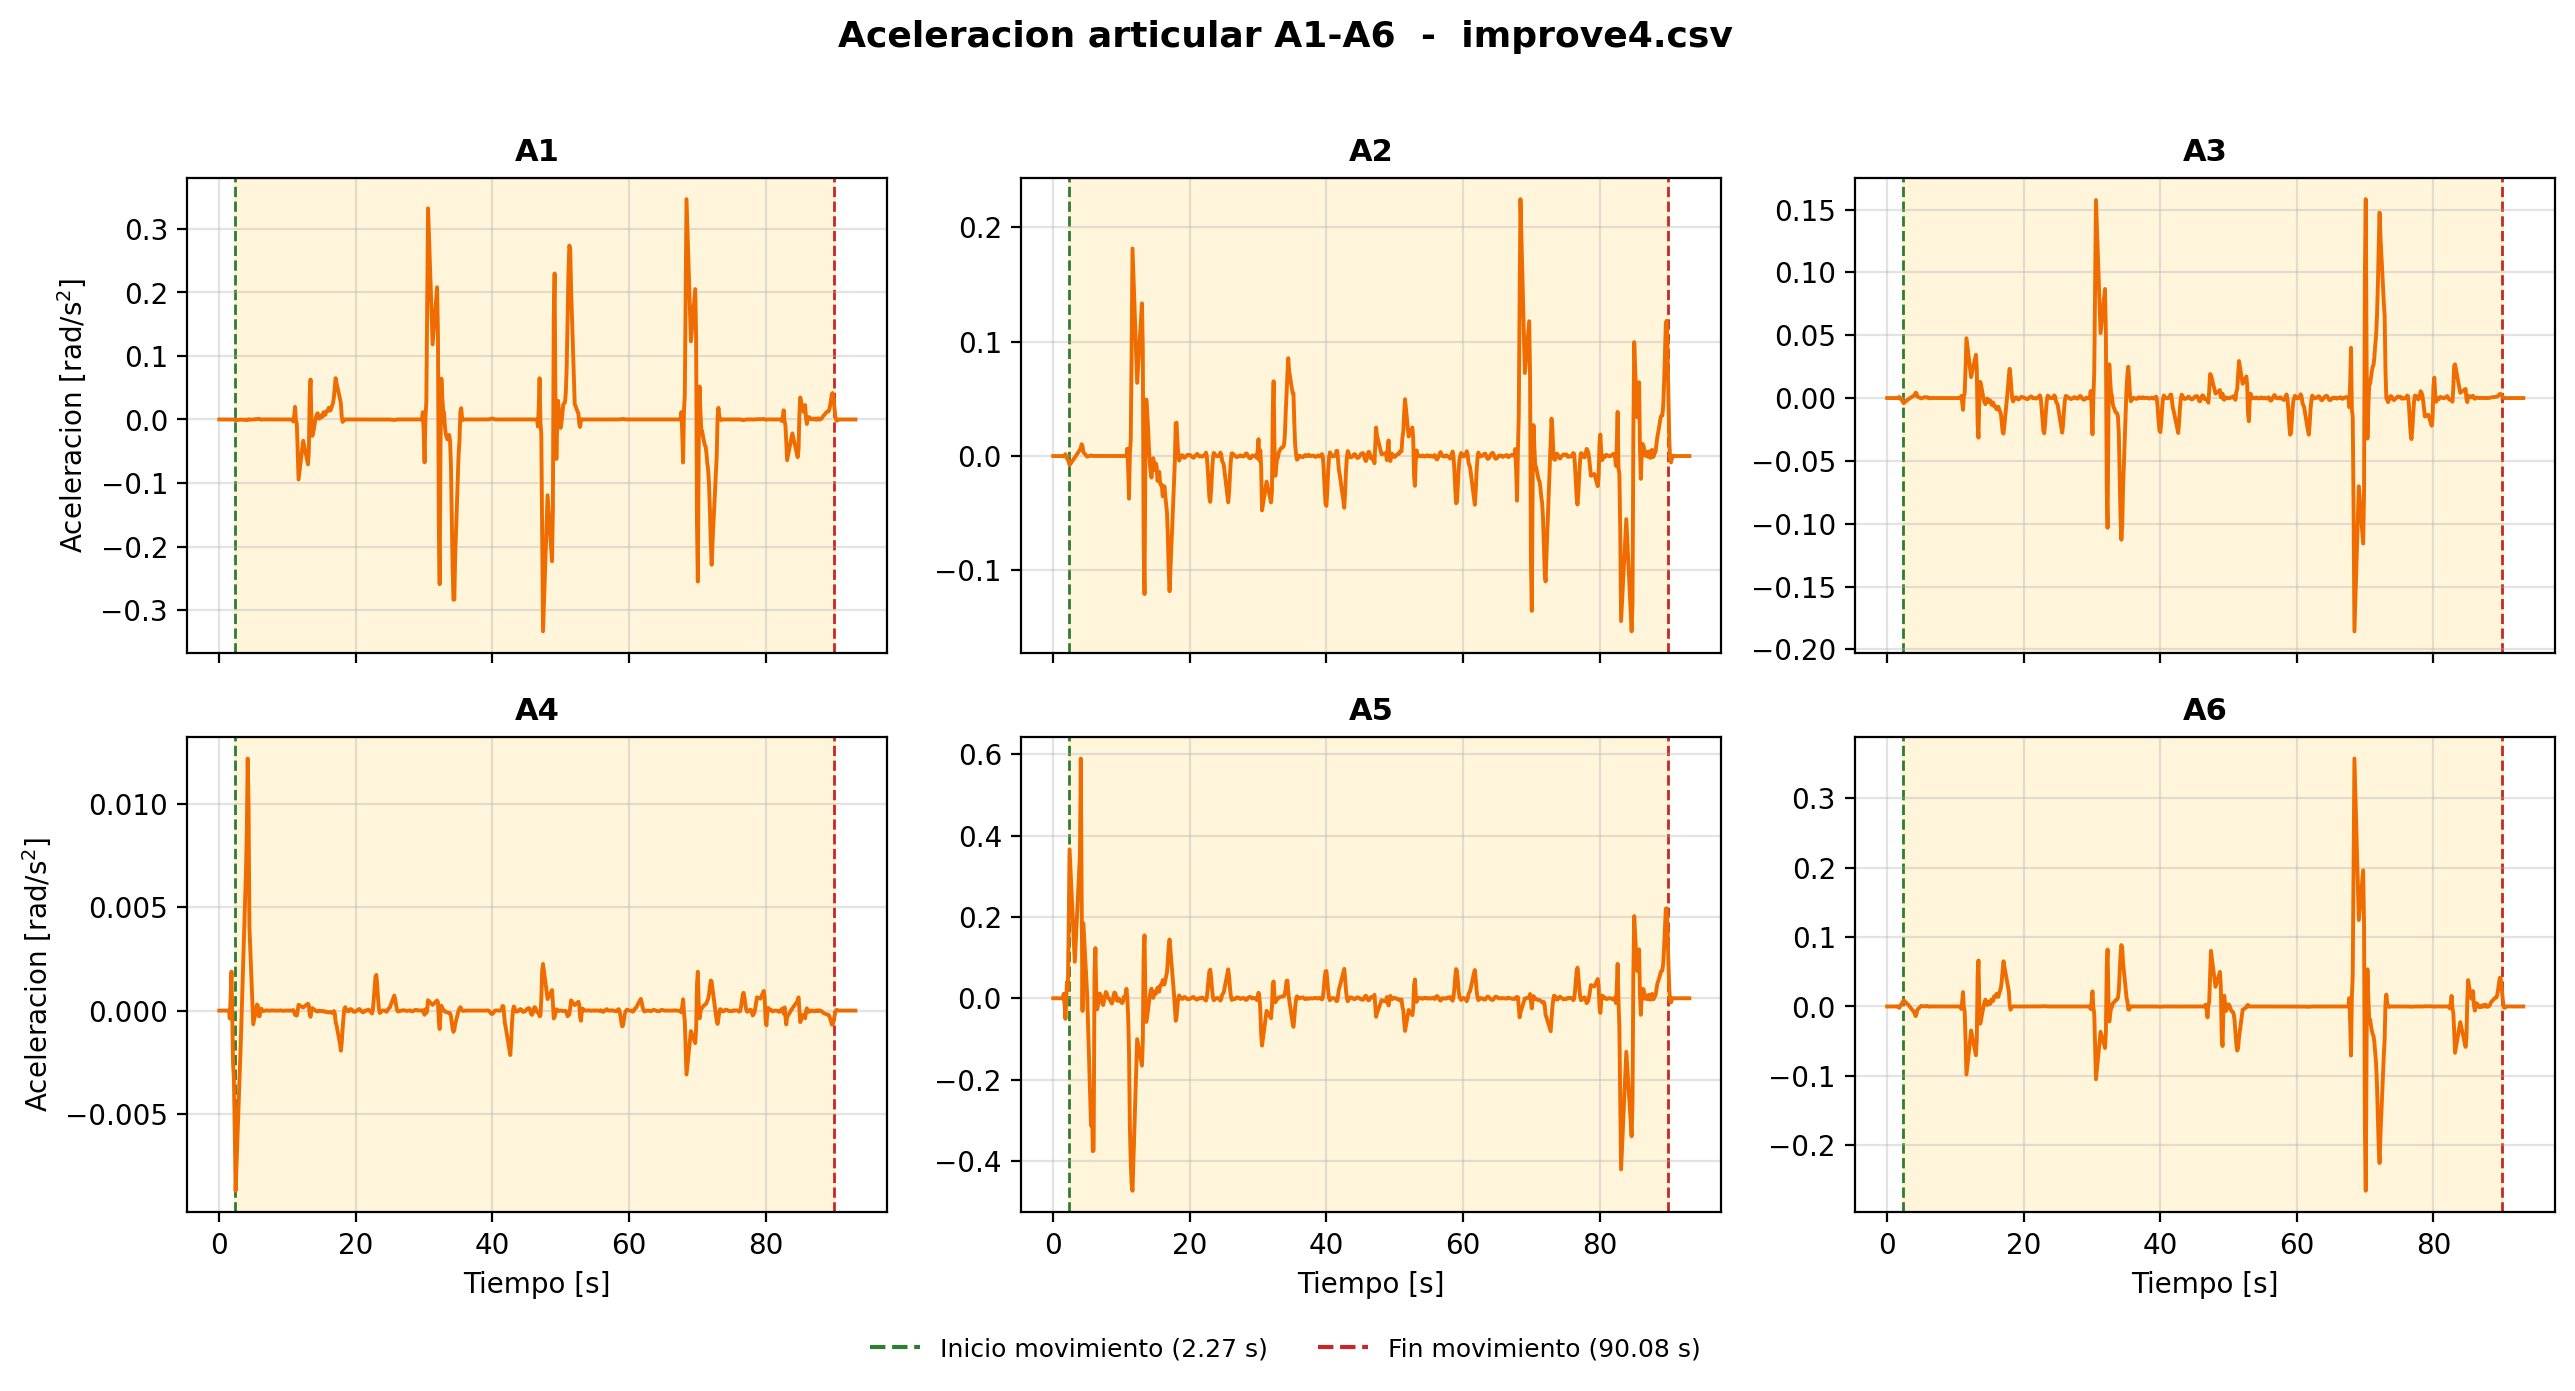 Aceleracion articular A1-A6 - improve4.csv
A1
A2
A3
Aceleracion [rad/s²]
0.3
0.2
0.1
0.0
−0.1
−0.2
−0.3
0.2
0.1
0.0
−0.1
0.15
0.10
0.05
0.00
−0.05
−0.10
−0.15
−0.20
A4
A5
A6
Aceleracion [rad/s²]
0.010
0.005
0.000
−0.005
0.6
0.4
0.2
0.0
−0.2
−0.4
0.3
0.2
0.1
0.0
−0.1
−0.2
0 20 40 60 80
0 20 40 60 80
0 20 40 60 80
Tiempo [s]
Tiempo [s]
Tiempo [s]
Inicio movimiento (2.27 s)
Fin movimiento (90.08 s)